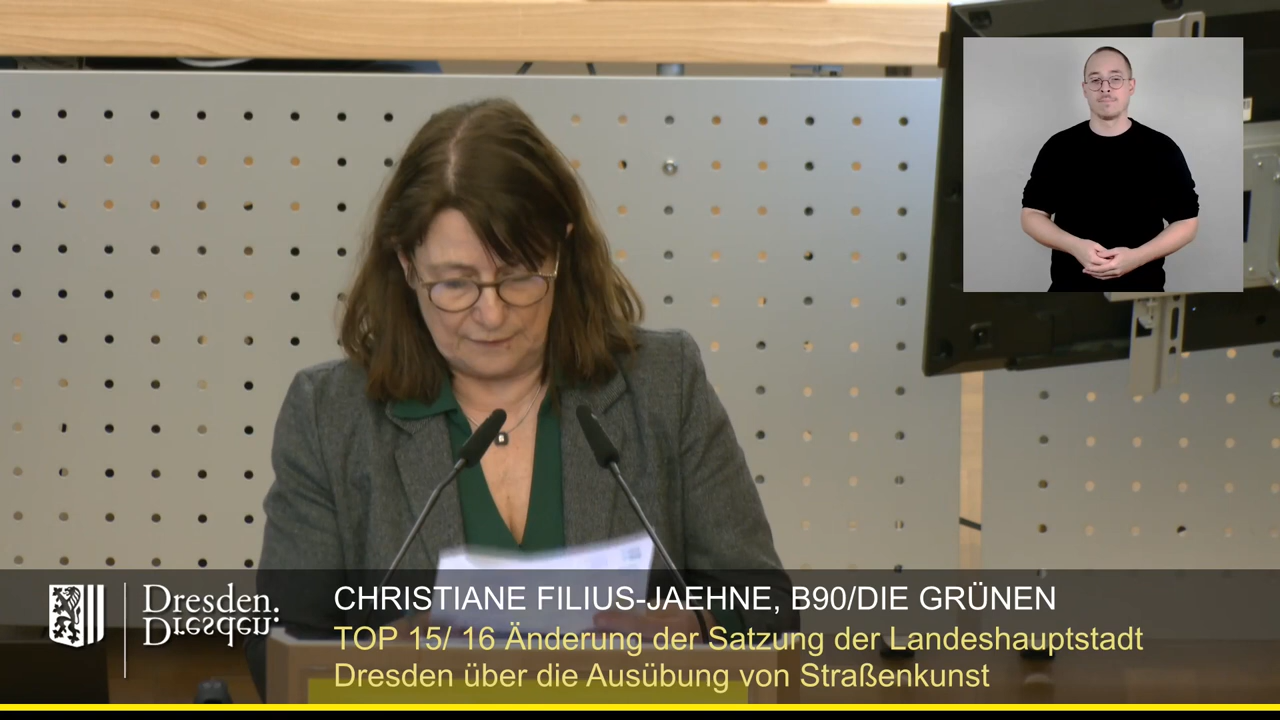 Dresden.
Dresden.
CHRISTIANE FILIUS-JAEHNE, B90/DIE GRÜNEN
TOP 15/ 16 Änderung der Satzung der Landeshauptstadt
Dresden über die Ausübung von Straßenkunst